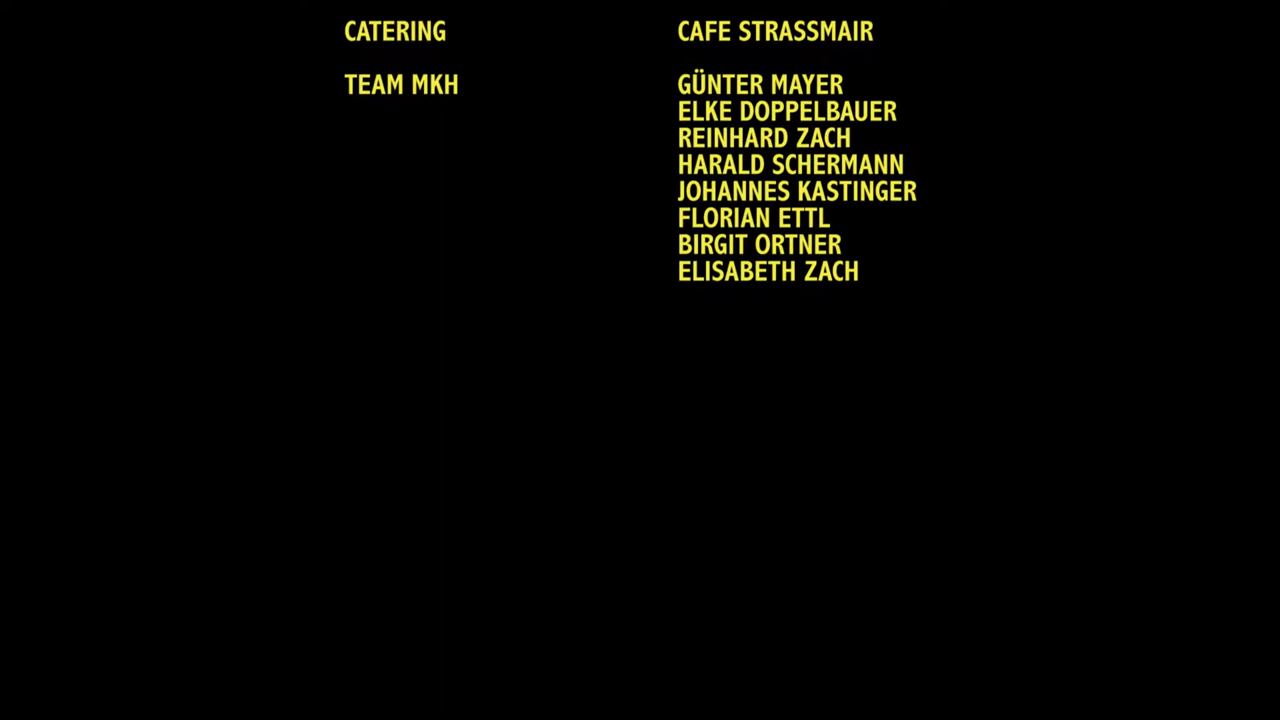 CATERING CAFE STRASSMAIR
TEAM MKH GÜNTER MAYER
ELKE DOPPELBAUER
REINHARD ZACH
HARALD SCHERMANN
JOHANNES KASTINGER
FLORIAN ETTL
BIRGIT ORTNER
ELISABETH ZACH